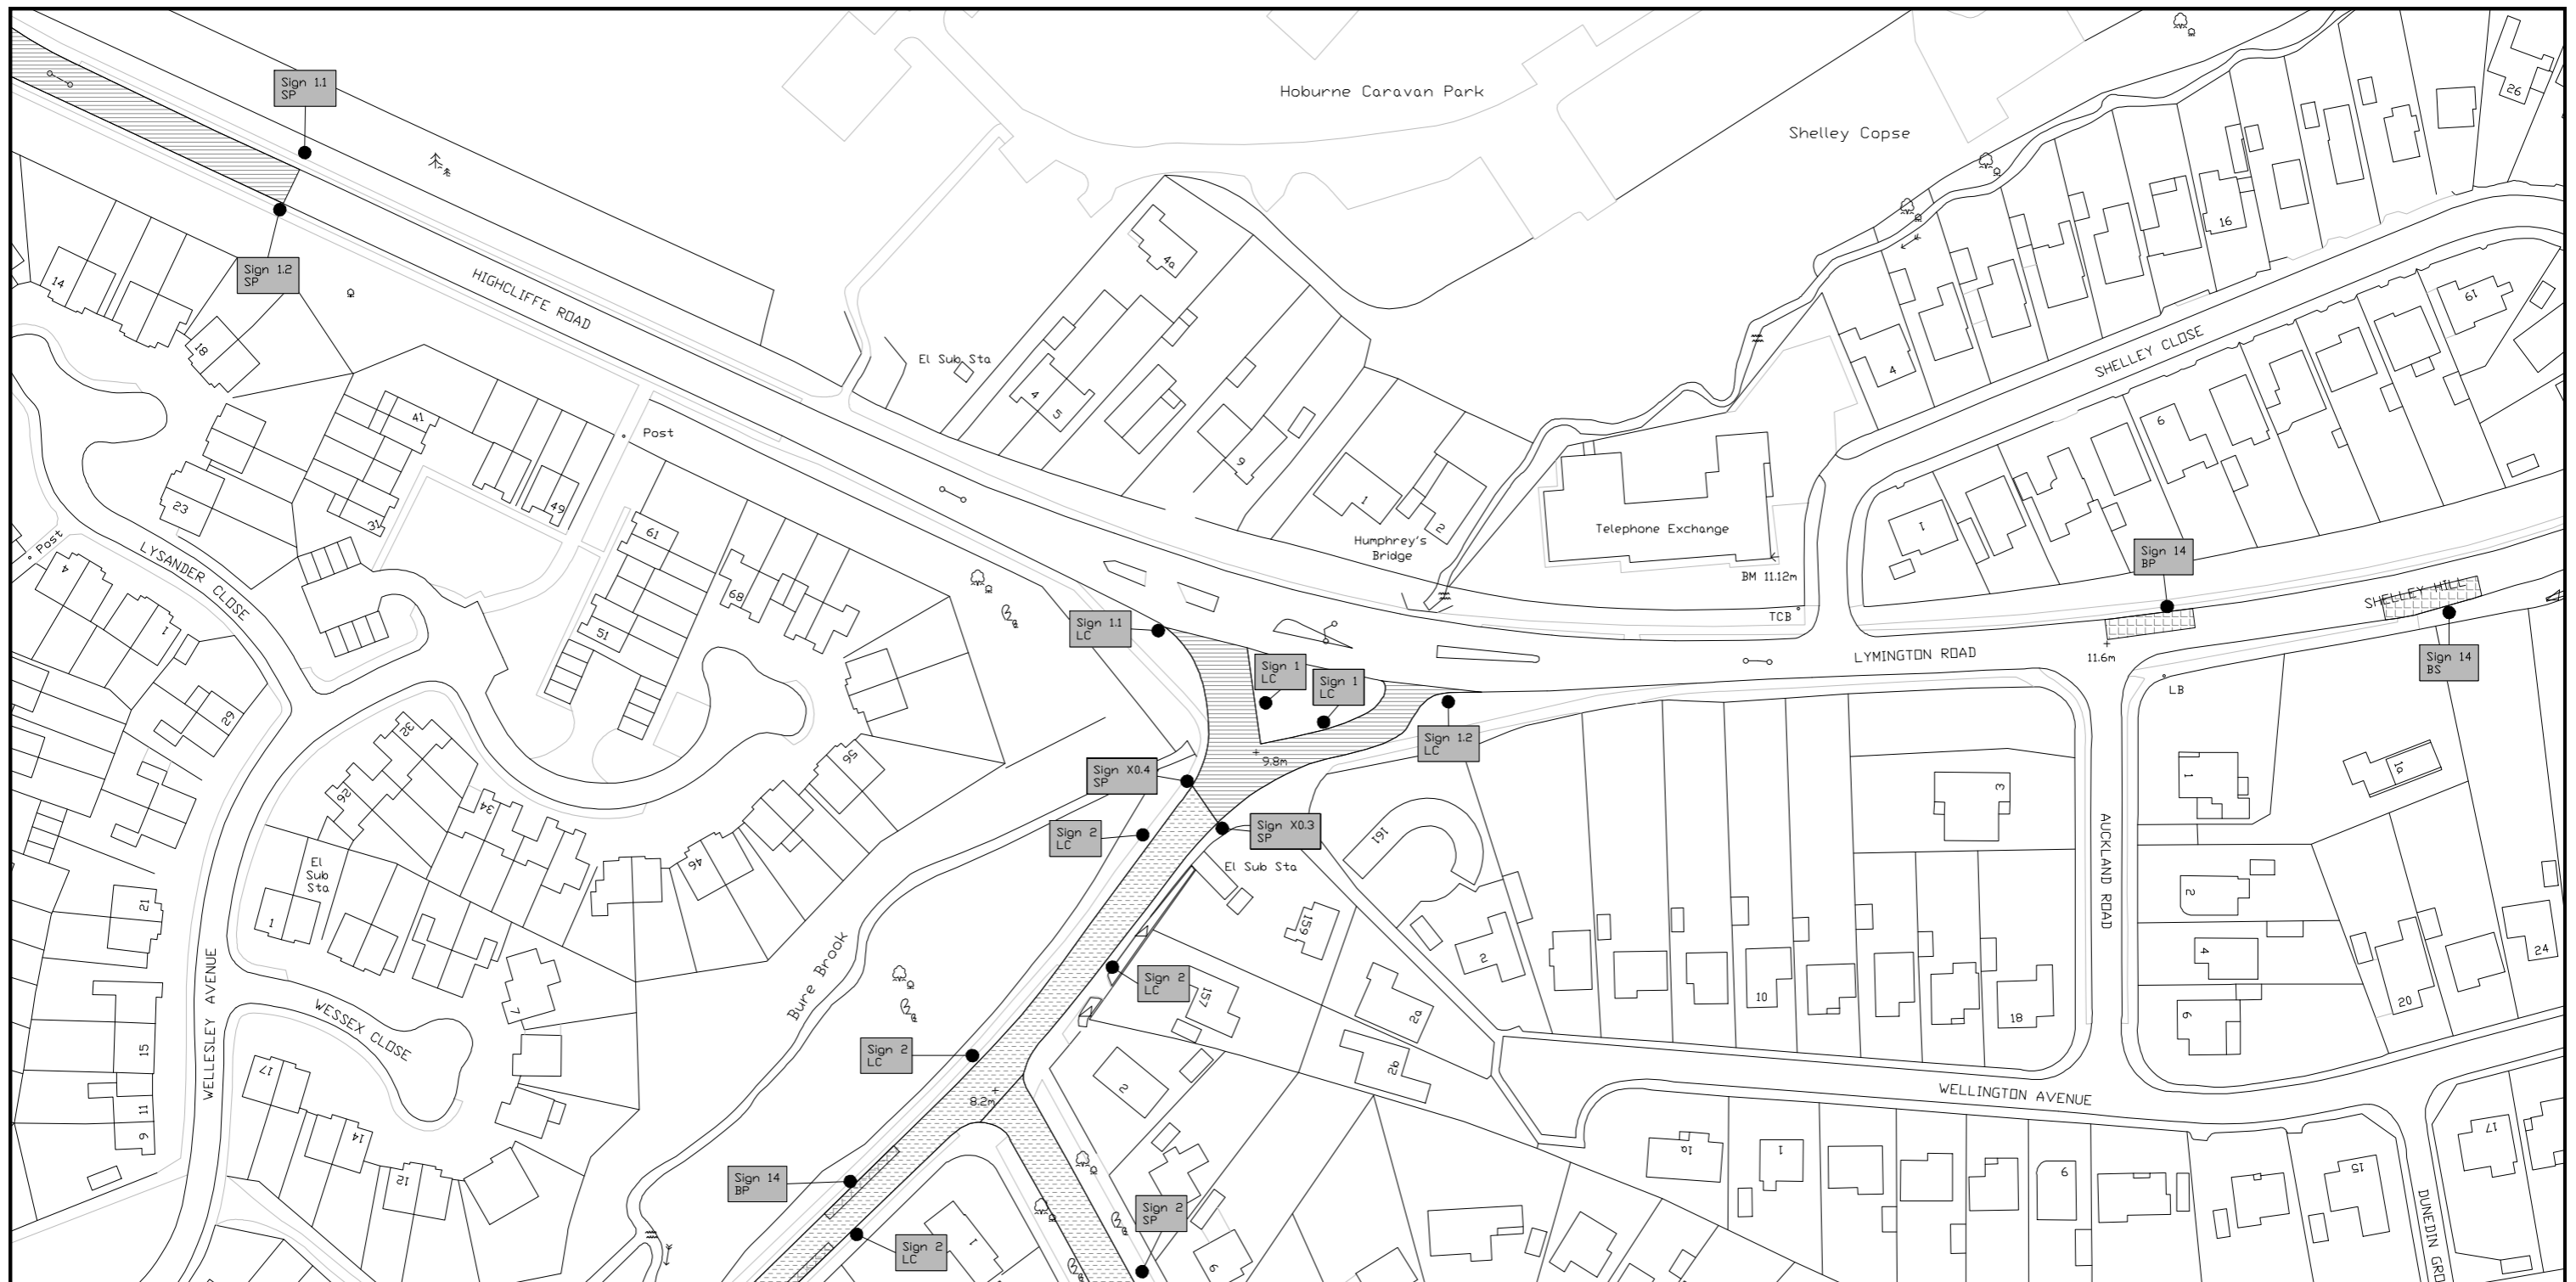 Sign 1.1
SP
Hoburne Caravan Park
Shelley Copse
26
16
Sign 1.2
SP
14
HIGHCLIFFE ROAD
4a
19
18
El Sub Sta
SHELLEY CLOSE
4
4
5
41
Post
6
9
49
1
23
31
61
2
Telephone Exchange
1
Humphrey's
Bridge
Sign 14
BP
Post
BM 11.12m
4
LYSANDER CLOSE
68
SHELLEY HILL
TCB
Sign 1.1
LC
1
51
LYMINGTON ROAD
11.6m
Sign 14
BS
Sign 1
LC
Sign 1
LC
LB
29
32
Sign 1.2
LC
55
9.8m
Sign X0.4
SP
1
1a
3
26
34
Sign X0.3
SP
161
Sign 2
LC
AUCKLAND ROAD
El
Sub
Sta
46
El Sub Sta
2
21
1
159
Bure Brook
4
24
2
WELLESLEY AVENUE
Sign 2
LC
157
10
20
7
WESSEX CLOSE
2a
18
6
15
Sign 2
LC
17
2
2b
8.2m
WELLINGTON AVENUE
11
9
14
17
1a
1
9
15
12
Sign 14
BP
Sign 2
SP
DUNEDIN GRO
1
Sign 2
LC
6